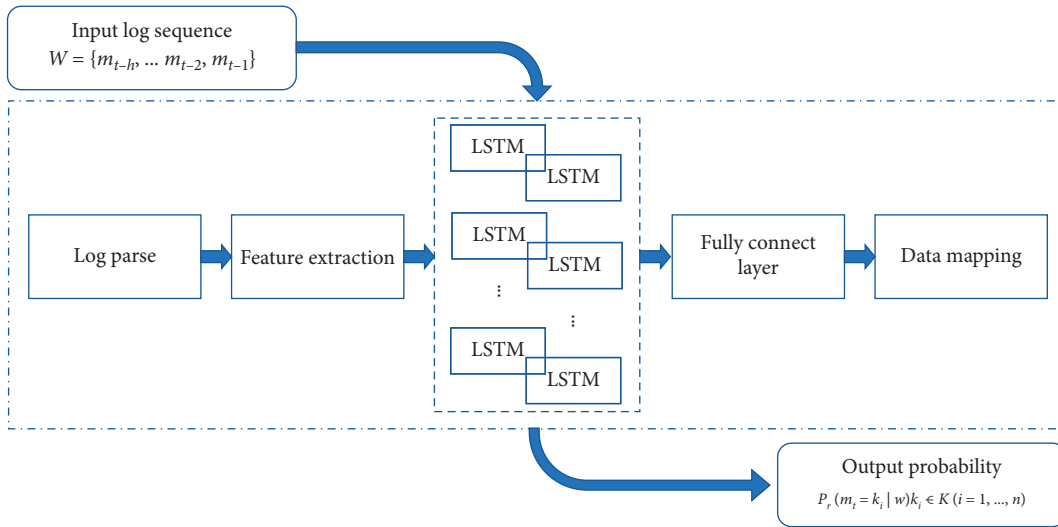 Input log sequence
W = {m_{t–h}, ... m_{t–2}, m_{t–1}}
LSTM
LSTM
LSTM
LSTM
⋮
⋮
LSTM
LSTM
Log parse
Feature extraction
Fully connect
layer
Data mapping
Output probability
P_r (m_t = k_i | w)k_i ∈ K (i = 1, ..., n)